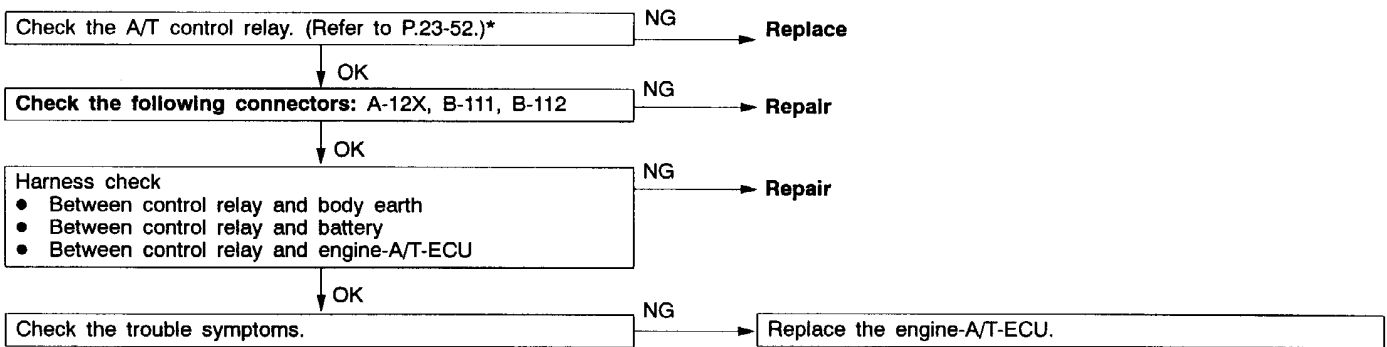 Check the A/T control relay. (Refer to P.23-52.)*
NG
Replace
OK
Check the following connectors: A-12X, B-111, B-112
NG
Repair
OK
Harness check
● Between control relay and body earth
● Between control relay and battery
● Between control relay and engine-A/T-ECU
NG
Repair
OK
Check the trouble symptoms.
NG
Replace the engine-A/T-ECU.